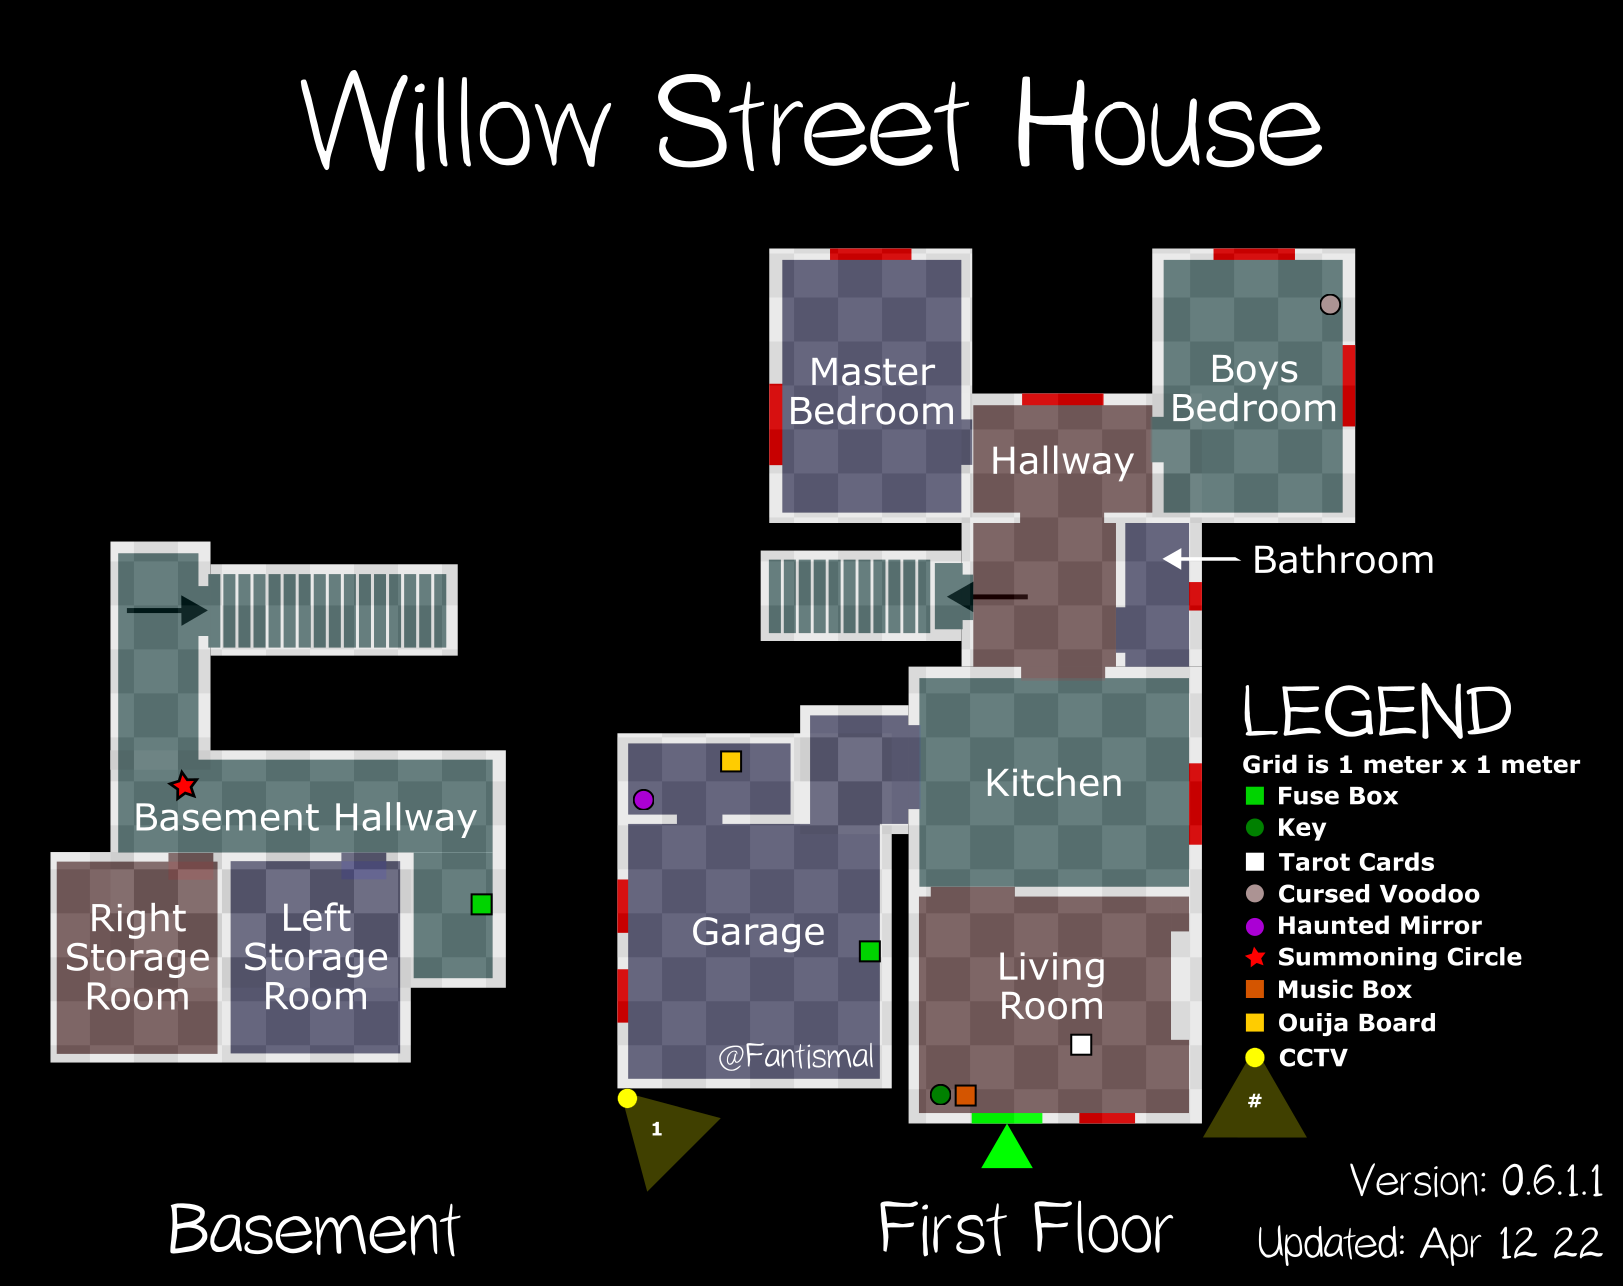 Willow Street House
Master
Bedroom
Boys
Bedroom
Hallway
Bathroom
Kitchen
Garage
@Fantismal
Living
Room
1
Basement Hallway
Right
Storage
Room
Left
Storage
Room
LEGEND
Grid is 1 meter x 1 meter
Fuse Box
Key
Tarot Cards
Cursed Voodoo
Haunted Mirror
Summoning Circle
Music Box
Ouija Board
CCTV
#
Basement
First Floor
Version: 0.6.1.1
Updated: Apr 12 22